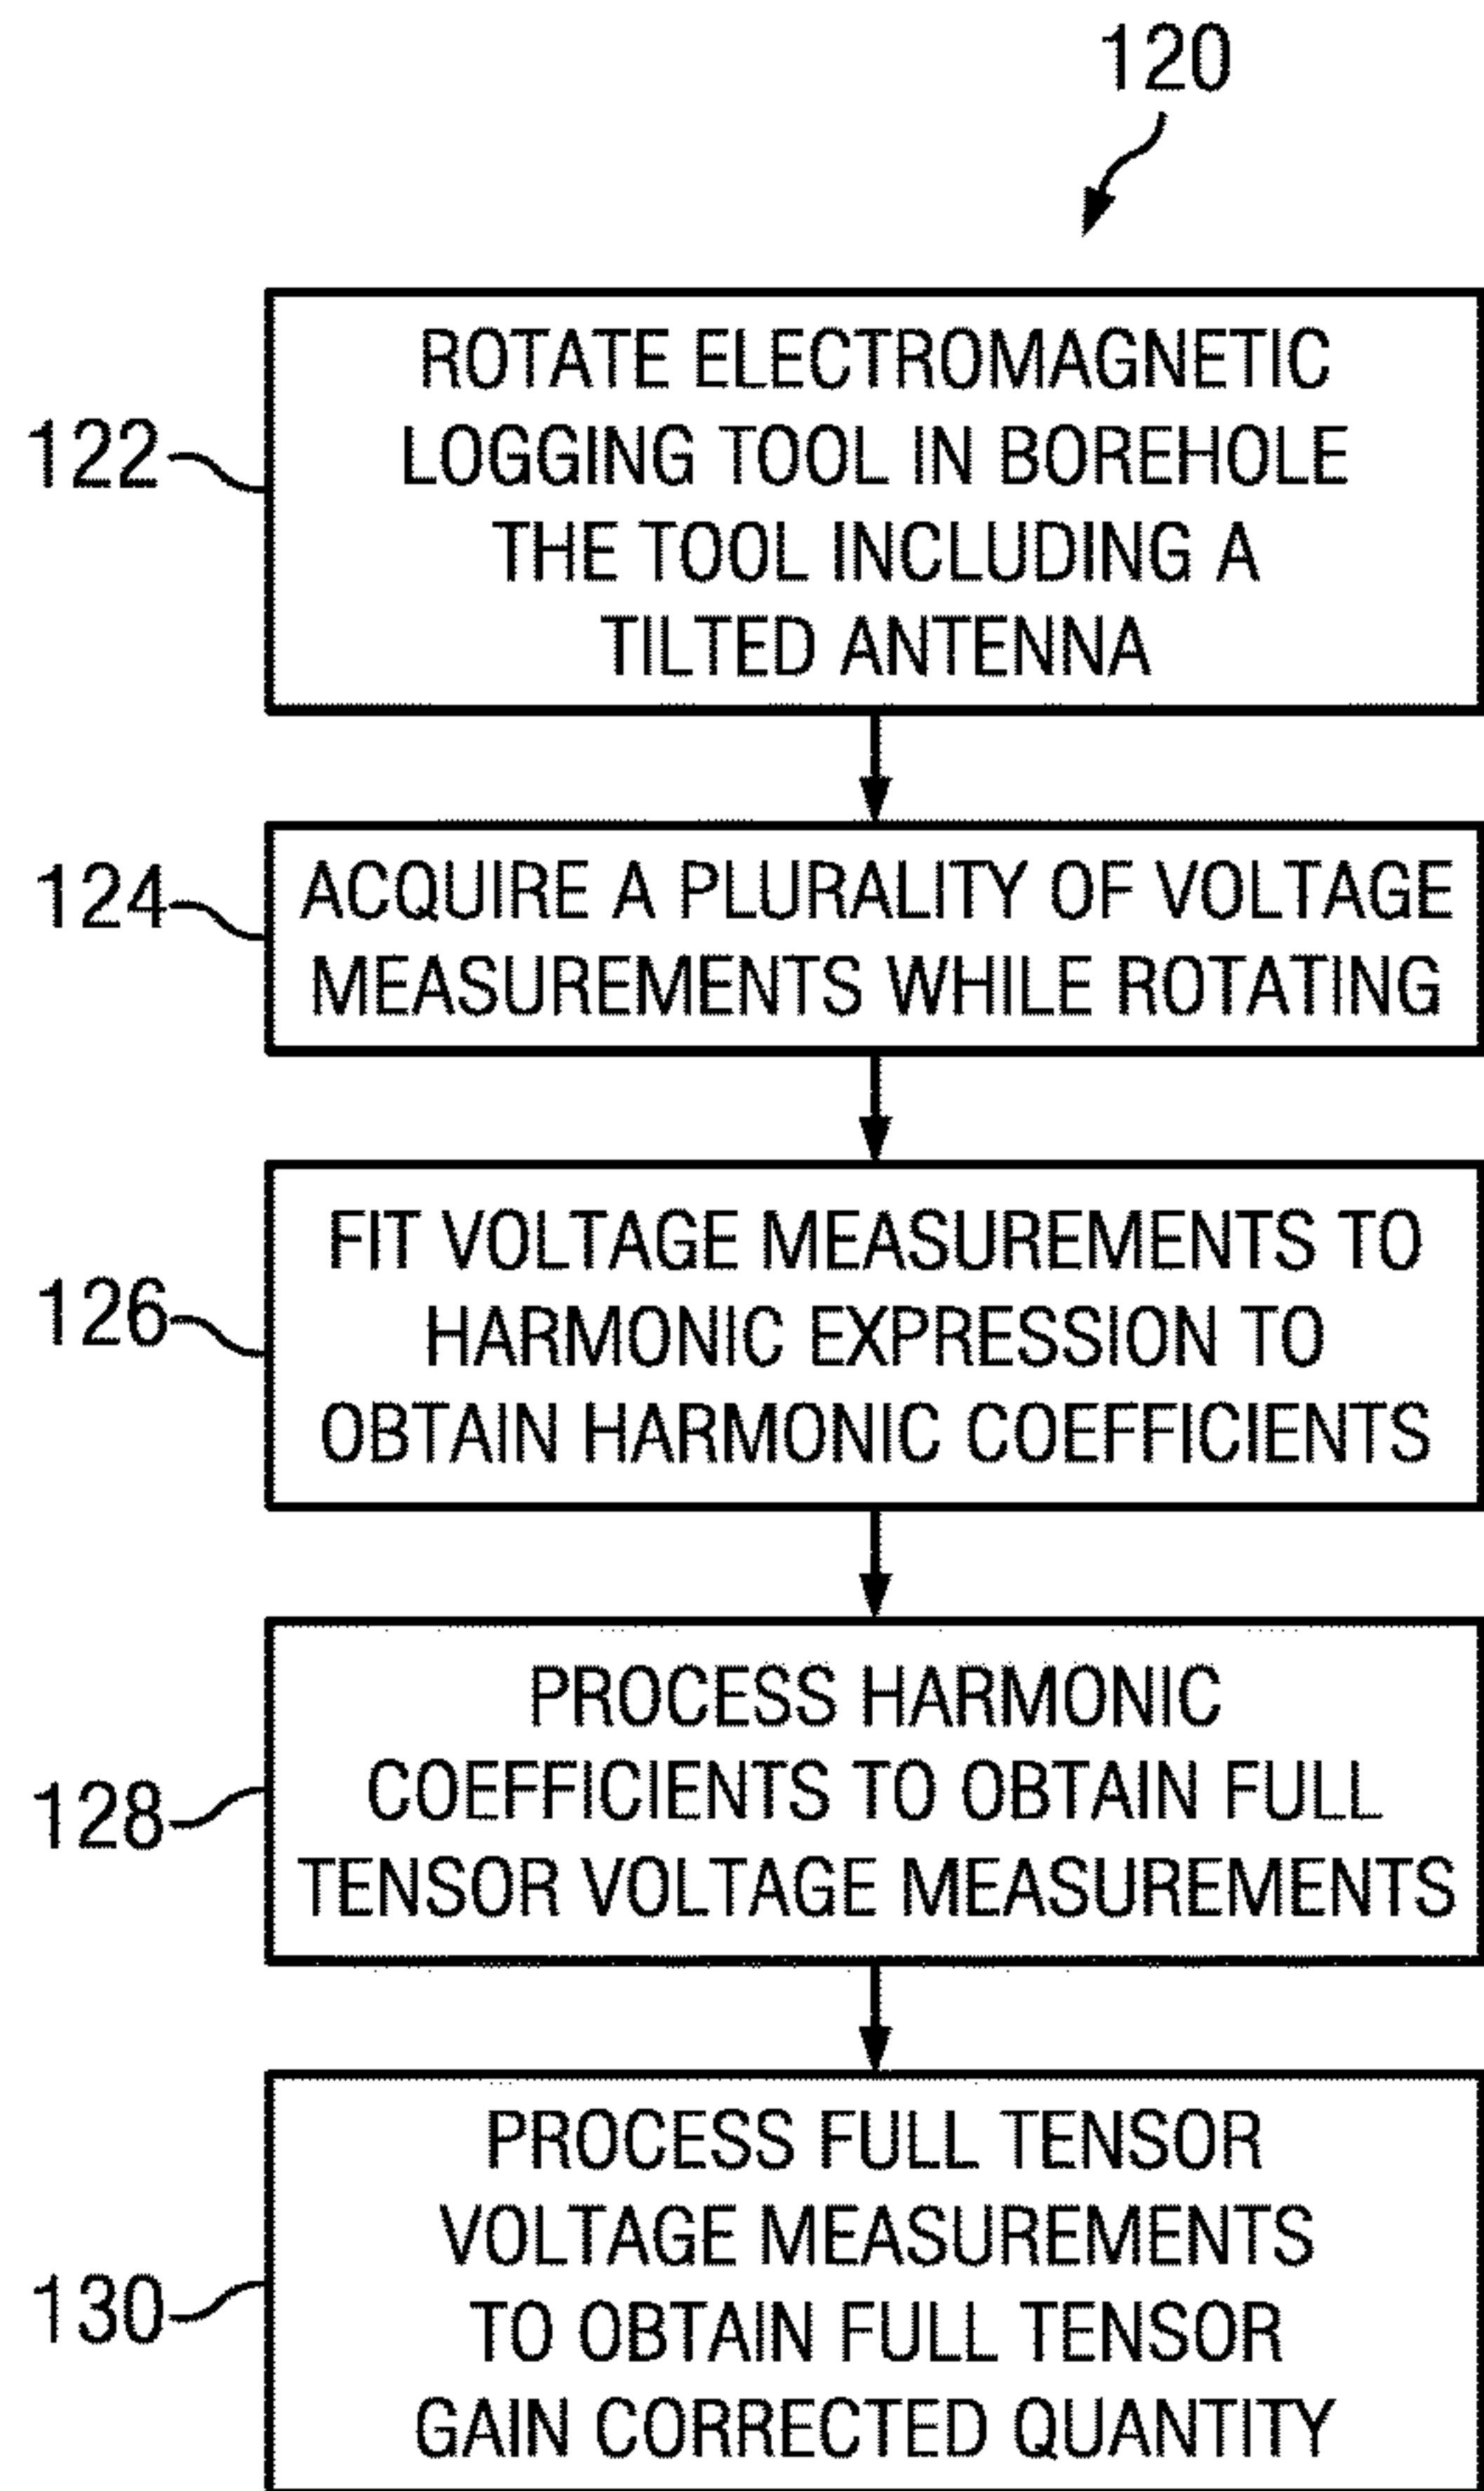 120
122
ROTATE ELECTROMAGNETIC
LOGGING TOOL IN BOREHOLE
THE TOOL INCLUDING A
TILTED ANTENNA
124
ACQUIRE A PLURALITY OF VOLTAGE
MEASUREMENTS WHILE ROTATING
126
FIT VOLTAGE MEASUREMENTS TO
HARMONIC EXPRESSION TO
OBTAIN HARMONIC COEFFICIENTS
128
PROCESS HARMONIC
COEFFICIENTS TO OBTAIN FULL
TENSOR VOLTAGE MEASUREMENTS
130
PROCESS FULL TENSOR
VOLTAGE MEASUREMENTS
TO OBTAIN FULL TENSOR
GAIN CORRECTED QUANTITY